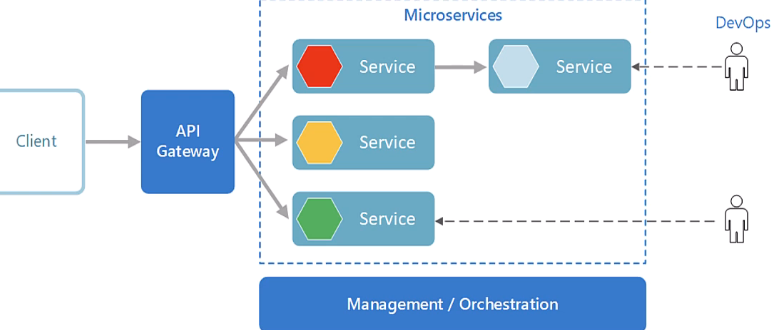 Microservices
DevOps
Service
Service
Client
API
Gateway
Service
Service
Management / Orchestration